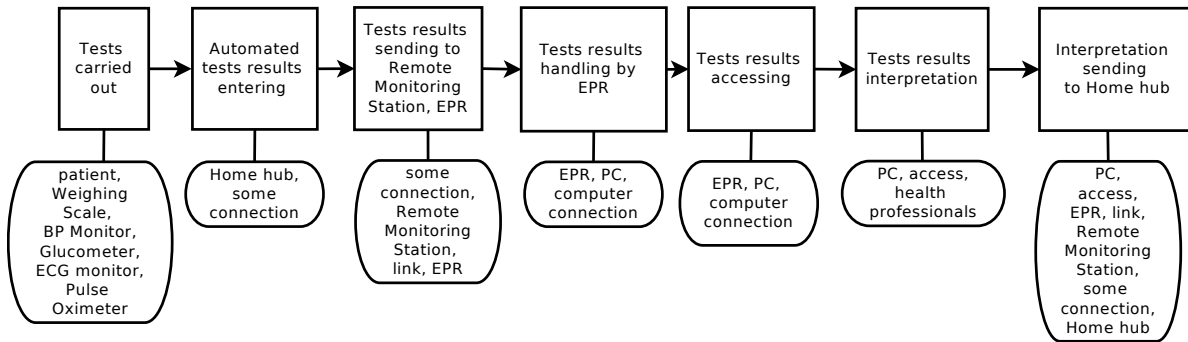 Tests
carried
out
Automated
tests results
entering
Tests results
sending to
Remote
Monitoring
Station, EPR
Tests results
handling by
EPR
Tests results
accessing
Tests results
interpretation
Interpretation
sending
to Home hub
patient,
Weighing
Scale,
BP Monitor,
Glucometer,
ECG monitor,
Pulse
Oximeter
Home hub,
some
connection
some
connection,
Remote
Monitoring
Station,
link, EPR
EPR, PC,
computer
connection
EPR, PC,
computer
connection
PC, access,
health
professionals
PC,
access,
EPR, link,
Remote
Monitoring
Station,
some
connection,
Home hub